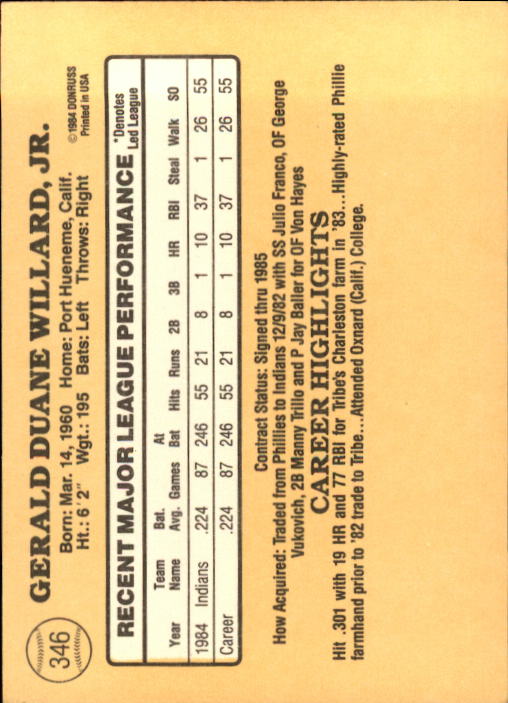 346
GERALD DUANE WILLARD, JR.
Born: Mar. 14, 1960 Home: Port Hueneme, Calif.
Ht.: 6'2" Wgt.: 195 Bats: Left Throws: Right
©1984 DONRUSS
Printed in USA
RECENT MAJOR LEAGUE PERFORMANCE
*Denotes
Led League
Year Team Name Bat. Avg. Games At Bat Hits Runs 2B 3B HR RBI Steal Walk SO
1984 Indians .224 87 246 55 21 8 1 10 37 1 26 55
Career .224 87 246 55 21 8 1 10 37 1 26 55
Contract Status: Signed thru 1985
How Acquired: Traded from Phillies to Indians 12/9/82 with SS Julio Franco, OF George
Vukovich, 2B Manny Trillo and P Jay Baller for OF Von Hayes
CAREER HIGHLIGHTS
Hit .301 with 19 HR and 77 RBI for Tribe's Charleston farm in '83...Highly-rated Phillie
farmhand prior to '82 trade to Tribe...Attended Oxnard (Calif.) College.